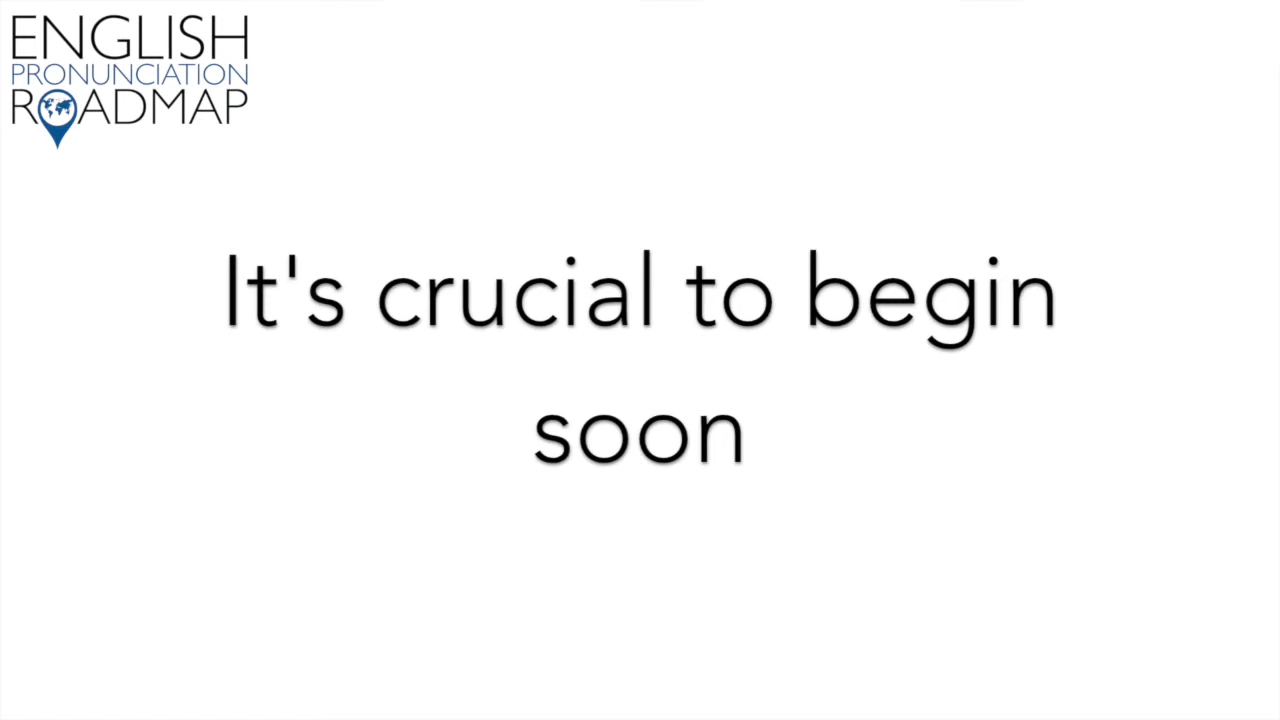 ENGLISH
PRONUNCIATION
ROADMAP
It's crucial to begin
soon